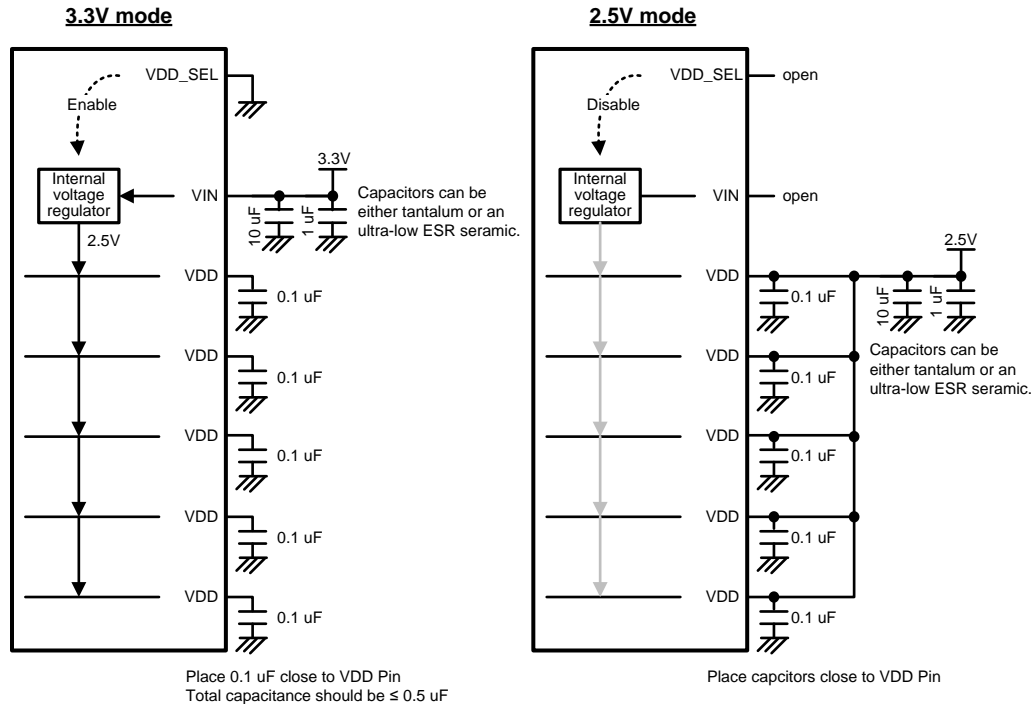 3.3V mode
VDD_SEL
Enable
Internal
voltage
regulator
VIN
3.3V
10 uF
1 uF
Capacitors can be
either tantalum or an
ultra-low ESR seramic.
2.5V
VDD
0.1 uF
VDD
0.1 uF
VDD
0.1 uF
VDD
0.1 uF
VDD
0.1 uF
Place 0.1 uF close to VDD Pin
Total capacitance should be ≤ 0.5 uF
2.5V mode
VDD_SEL
open
Disable
Internal
voltage
regulator
VIN
open
2.5V
VDD
0.1 uF
10 uF
1 uF
Capacitors can be
either tantalum or an
ultra-low ESR seramic.
VDD
0.1 uF
VDD
0.1 uF
VDD
0.1 uF
VDD
0.1 uF
Place capcitors close to VDD Pin